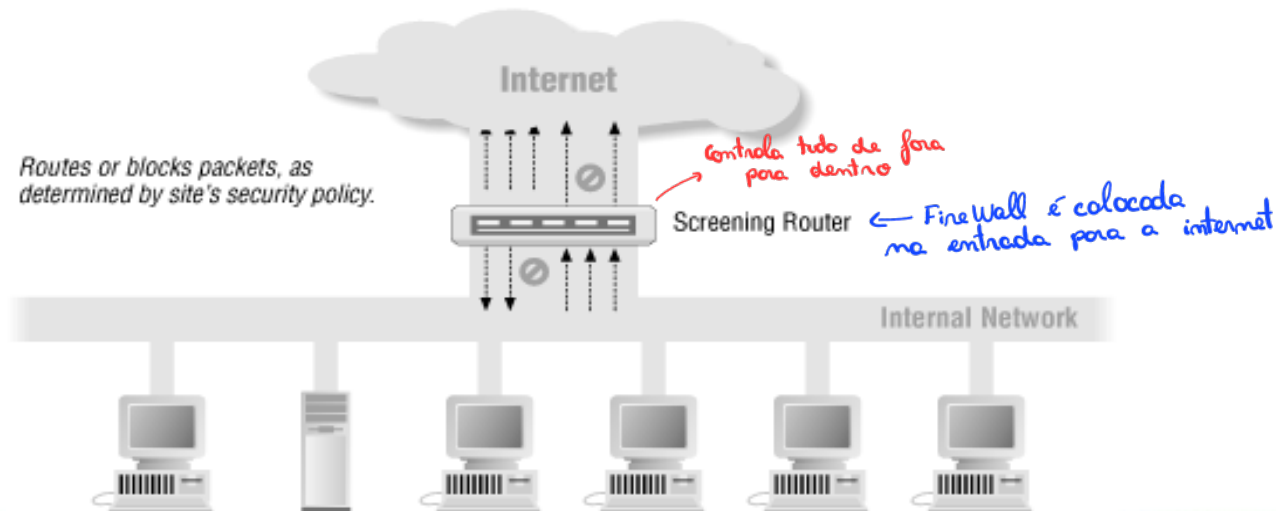 Internet
Routes or blocks packets, as
determined by site's security policy.
Controla tudo de fora
para dentro
Screening Router
← FireWall é colocada
na entrada para a internet
Internal Network